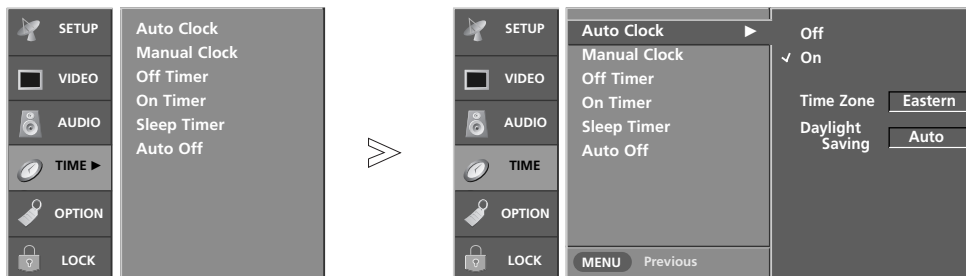 SETUP
VIDEO
AUDIO
TIME ►
OPTION
LOCK
Auto Clock
Manual Clock
Off Timer
On Timer
Sleep Timer
Auto Off
SETUP
VIDEO
AUDIO
TIME
OPTION
LOCK
Auto Clock ►
Manual Clock
Off Timer
On Timer
Sleep Timer
Auto Off
MENU Previous
Off
✓ On
Time Zone Eastern
Daylight
Saving Auto